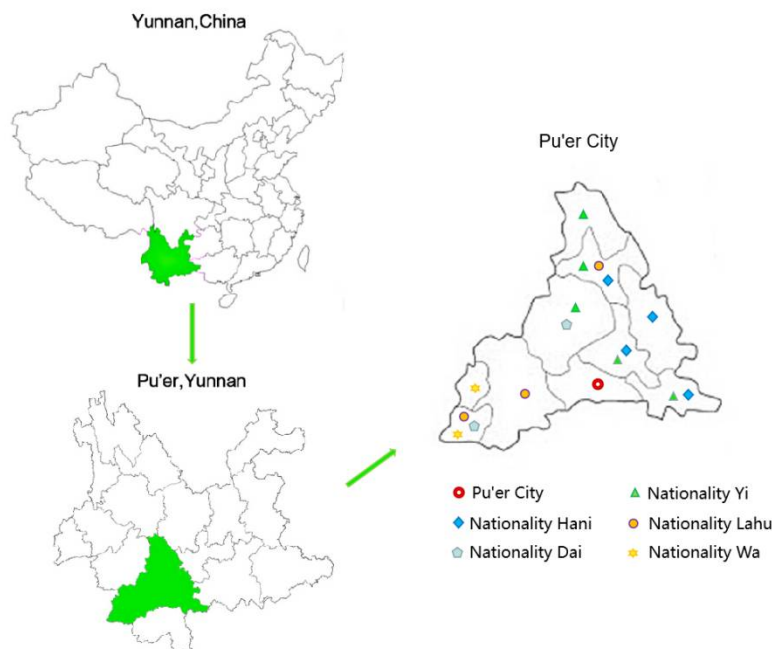 Yunnan,China
Pu'er City
Pu'er,Yunnan
Pu'er City
Nationality Yi
Nationality Hani
Nationality Lahu
Nationality Dai
Nationality Wa